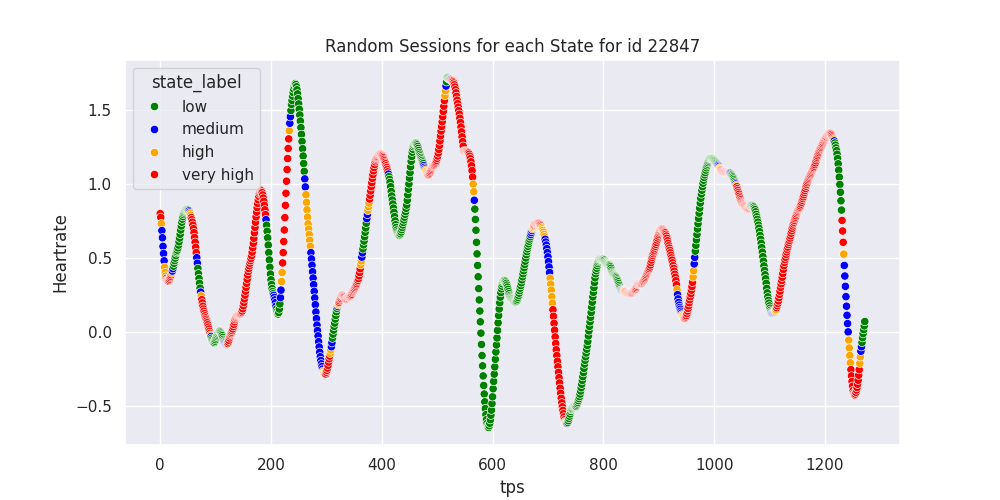 Random Sessions for each State for id 22847
state_label
low
medium
high
very high
Heartrate
1.5
1.0
0.5
0.0
−0.5
0 200 400 600 800 1000 1200
tps